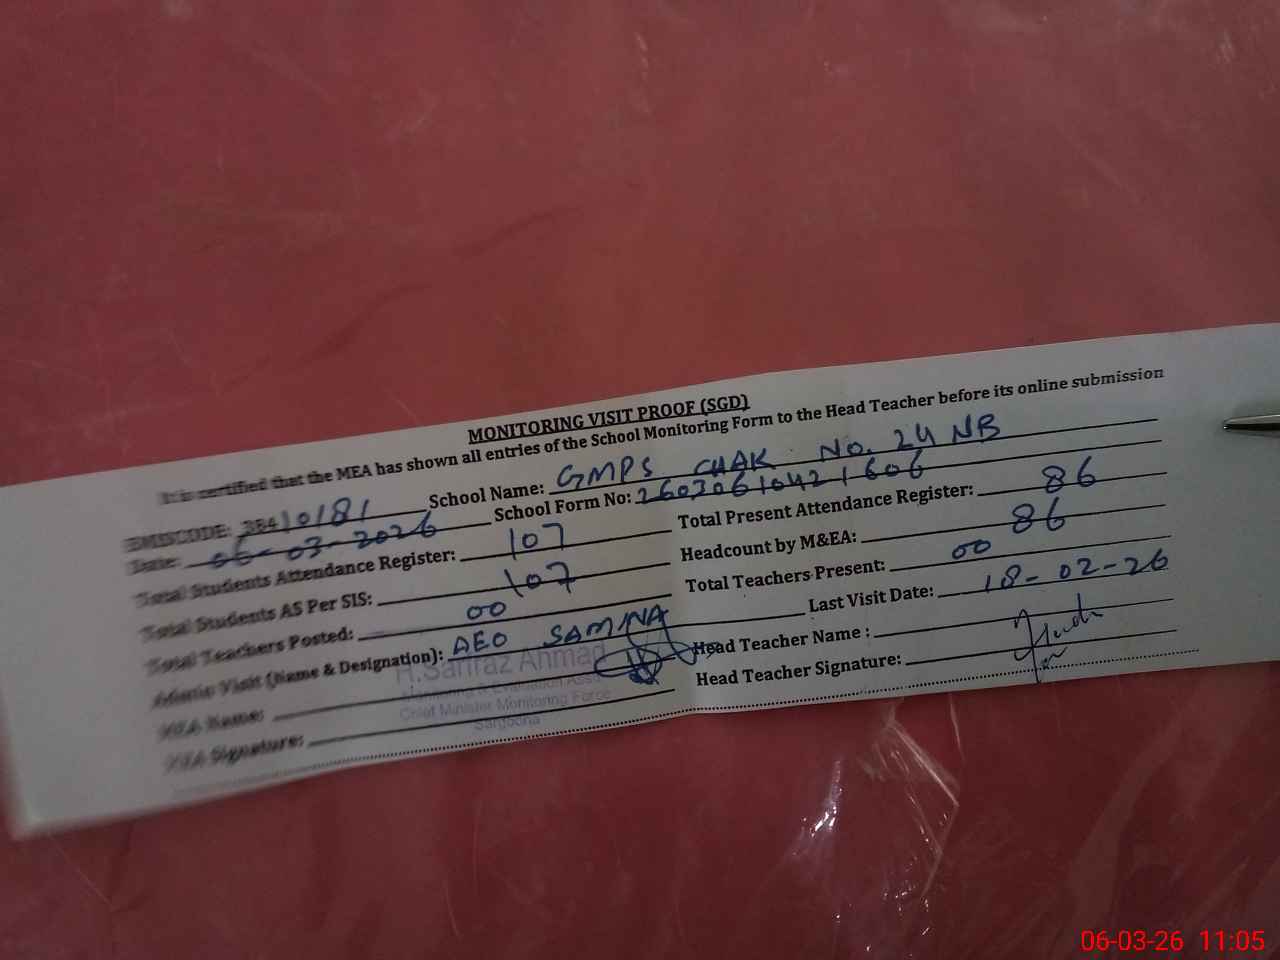 MONITORING VISIT PROOF (SGD)
It is certified that the MEA has shown all entries of the School Monitoring Form to the Head Teacher before its online submission
EMISCODE: 38410181 School Name: GMPS CHAK No. 24 NB
Date: 06-03-2026 School Form No: 26030610421606
Total Students Attendance Register: 107 Total Present Attendance Register: 86
Total Students AS Per SIS: 107 Headcount by M&EA: 86
Total Teachers Posted: 00 Total Teachers Present: 00
Admin Visit (Name & Designation): AEO SAMINA Last Visit Date: 18-02-26
MEA Name: Head Teacher Name :
MEA Signature: Head Teacher Signature:
Sarfraz Ahmad
Monitoring & Evaluation
Chief Minister Monitoring Force
Sargodha
06-03-26 11:05